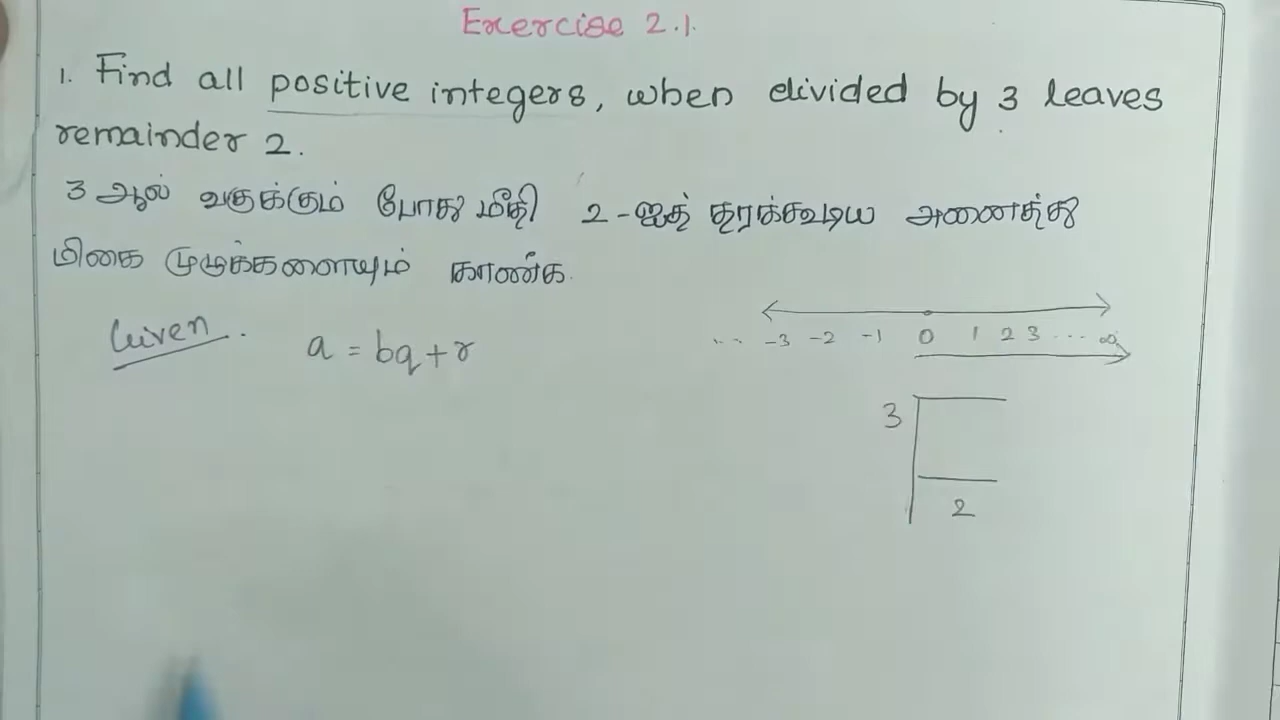 Exercise 2.1.
1. Find all positive integers, when divided by 3 leaves
remainder 2.
3 ஆல் வகுக்கும் போது மீதி 2-ஐத் தரக்கூடிய அனைத்து
மிகை முழுக்களையும் காண்க.
Given.
a = bq + r
... -3 -2 -1 0 1 2 3 ... ∞
3
2